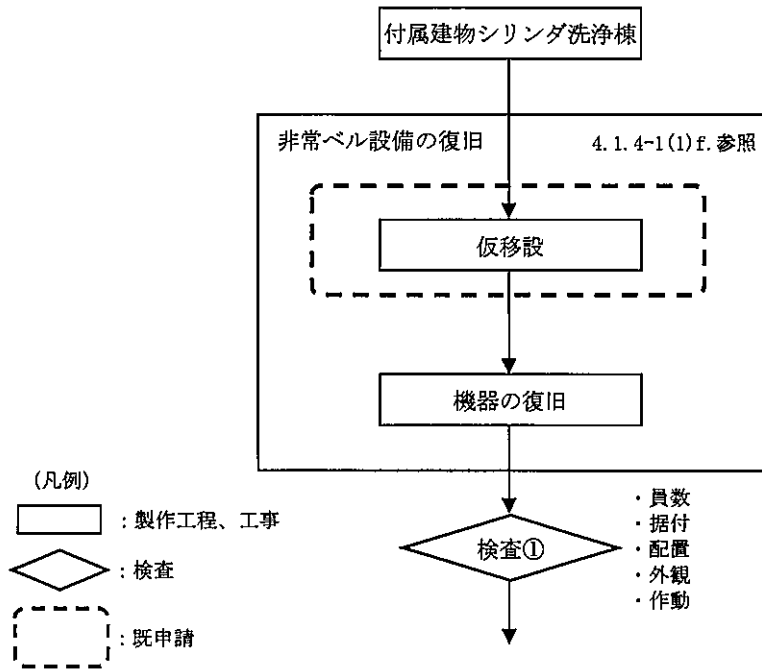 付属建物シリンダ洗浄棟
非常ベル設備の復旧
4.1.4-1(1)f.参照
仮移設
機器の復旧
検査①
・員数
・据付
・配置
・外観
・作動
(凡例)
：製作工程、工事
：検査
：既申請